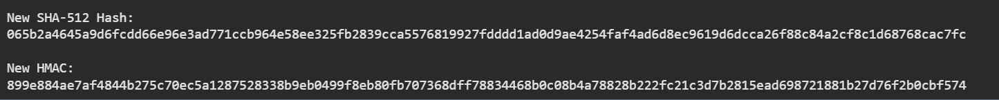 New SHA-512 Hash:
065b2a4645a9d6fcdd66e96e3ad771ccb964e58ee325fb2839cca5576819927fdddd1ad0d9ae4254faf4ad6d8ec9619d6dcca26f88c84a2cf8c1d68768cac7fc
New HMAC:
899e884ae7af4844b275c70ec5a1287528338b9eb0499f8eb80fb707368dff78834468b0c08b4a78828b222fc21c3d7b2815ead698721881b27d76f2b0cbf574